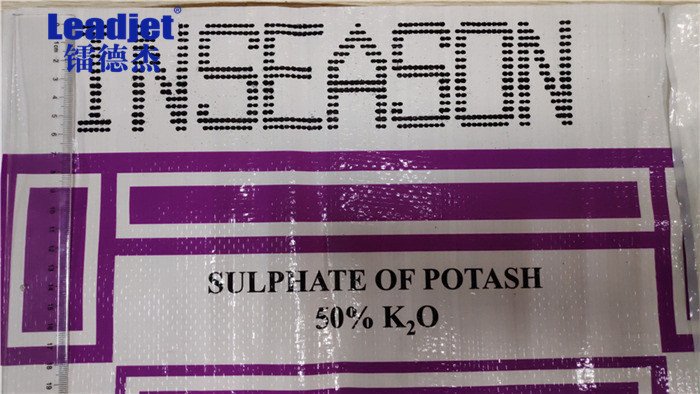 Leadjet®
镭德杰
INSEASON
SULPHATE OF POTASH
50% K₂O